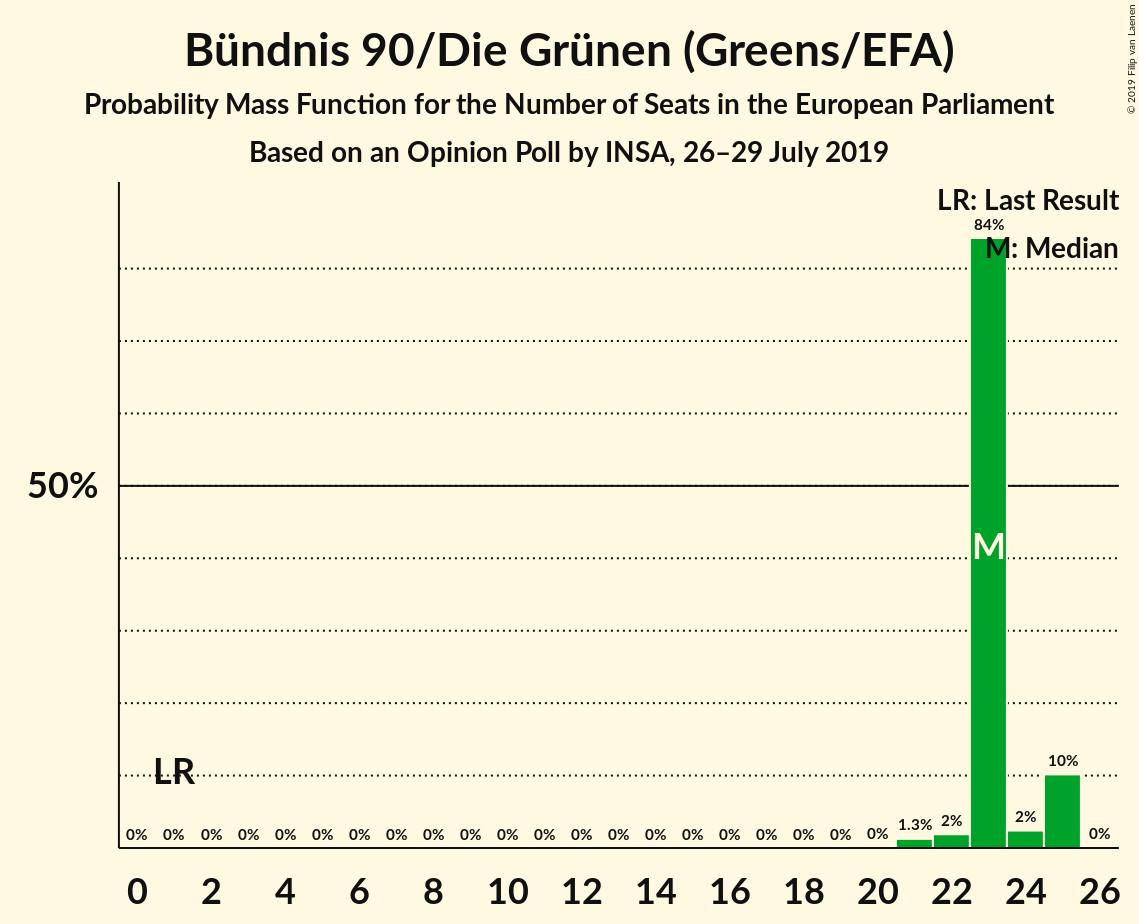 © 2019 Filip van Laenen
Bündnis 90/Die Grünen (Greens/EFA)
Probability Mass Function for the Number of Seats in the European Parliament
Based on an Opinion Poll by INSA, 26–29 July 2019
LR: Last Result
84%
M: Median
50%
M
LR
10%
0% 0% 0% 0% 0% 0% 0% 0% 0% 0% 0% 0% 0% 0% 0% 0% 0% 0% 0% 0% 0% 1.3% 2% 2% 0%
0 2 4 6 8 10 12 14 16 18 20 22 24 26